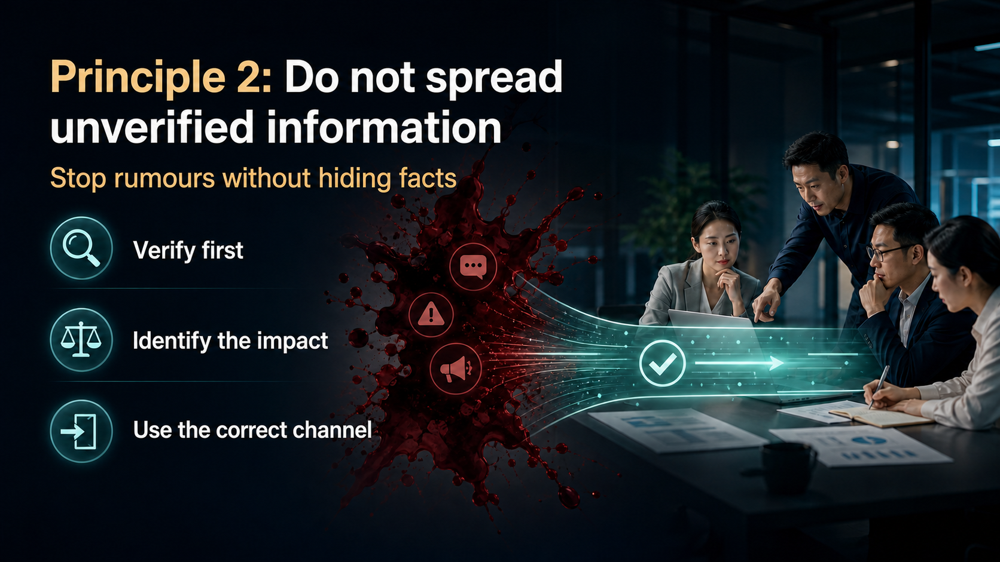 Principle 2: Do not spread
unverified information
Stop rumours without hiding facts
Verify first
Identify the impact
Use the correct channel